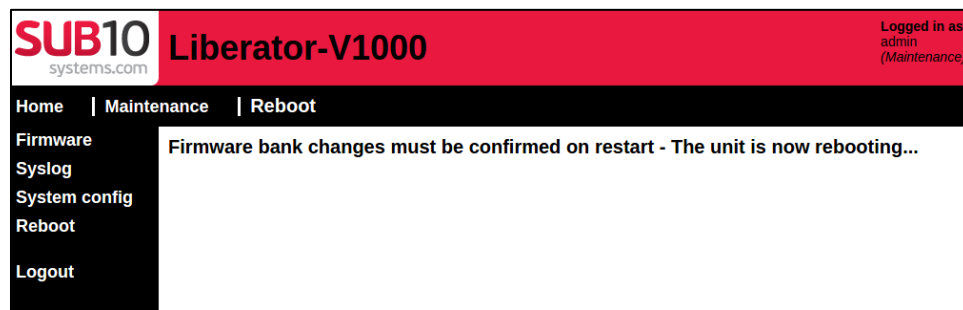 SUB10
systems.com
Liberator-V1000
Logged in as
admin
(Maintenance)
Home | Maintenance | Reboot
Firmware
Syslog
System config
Reboot
Logout
Firmware bank changes must be confirmed on restart - The unit is now rebooting...